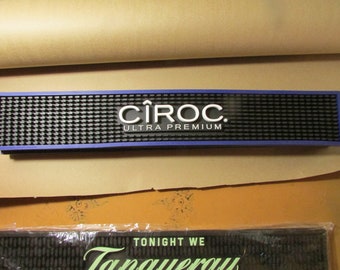 CÎROC.
ULTRA PREMIUM
TONIGHT WE
Tanqueray